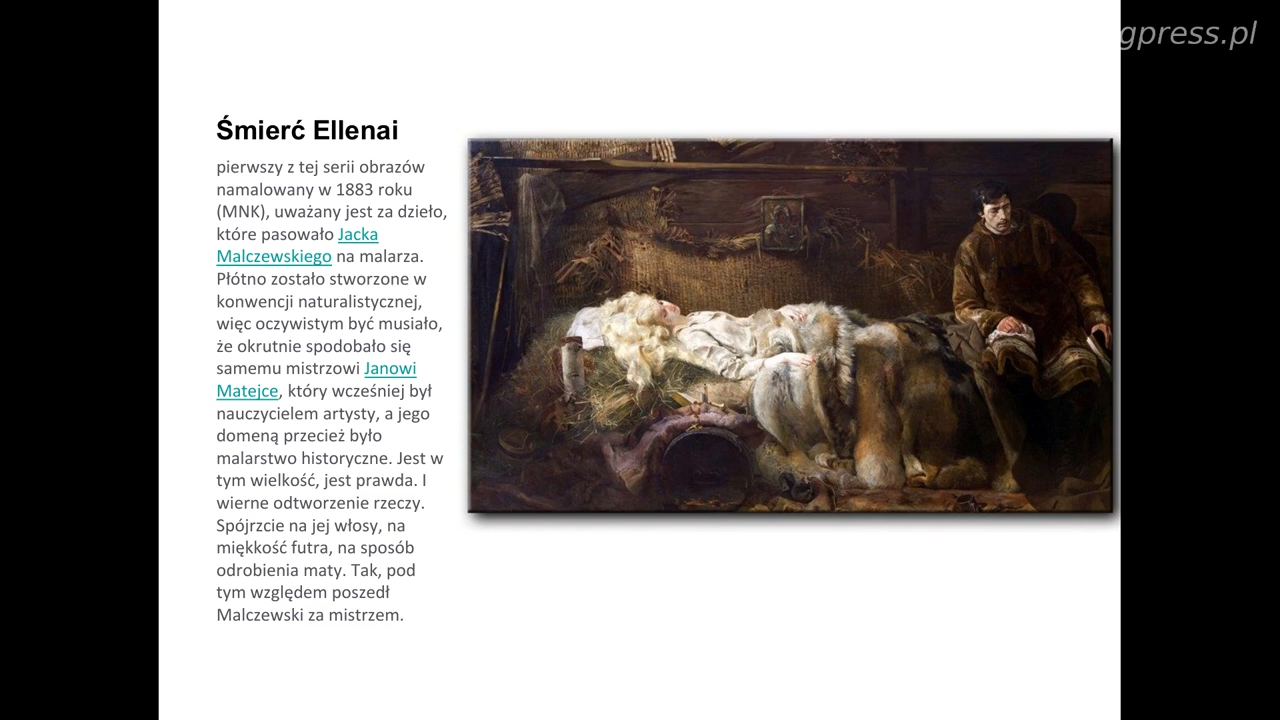 gpress.pl
Śmierć Ellenai
pierwszy z tej serii obrazów
namalowany w 1883 roku
(MNK), uważany jest za dzieło,
które pasowało Jacka
Malczewskiego na malarza.
Płótno zostało stworzone w
konwencji naturalistycznej,
więc oczywistym być musiało,
że okrutnie spodobało się
samemu mistrzowi Janowi
Matejce, który wcześniej był
nauczycielem artysty, a jego
domeną przecież było
malarstwo historyczne. Jest w
tym wielkość, jest prawda. I
wierne odtworzenie rzeczy.
Spójrzcie na jej włosy, na
miękkość futra, na sposób
odrobienia maty. Tak, pod
tym względem poszedł
Malczewski za mistrzem.